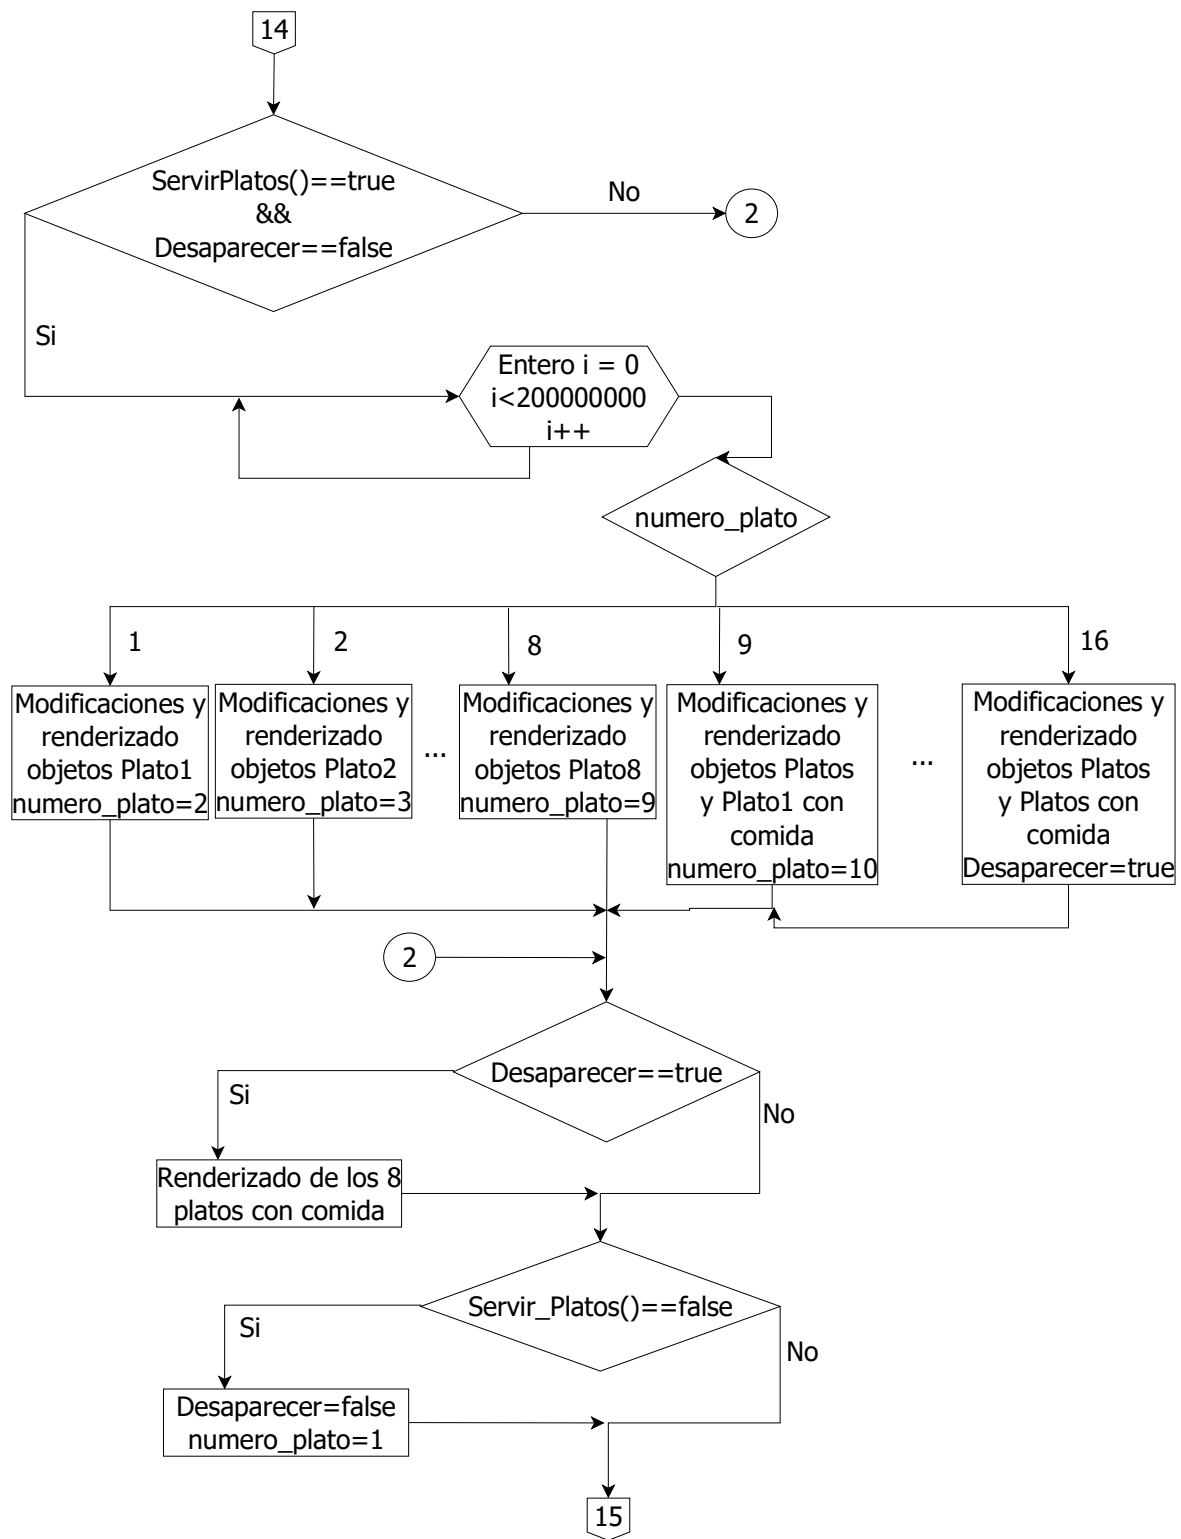 14
ServirPlatos()==true
&&
Desaparecer==false
No
2
Si
Entero i = 0
i<200000000
i++
numero_plato
1
2
8
9
16
Modificaciones y
renderizado
objetos Plato1
numero_plato=2
Modificaciones y
renderizado
objetos Plato2
numero_plato=3
...
Modificaciones y
renderizado
objetos Plato8
numero_plato=9
Modificaciones y
renderizado
objetos Platos
y Plato1 con
comida
numero_plato=10
...
Modificaciones y
renderizado
objetos Platos
y Platos con
comida
Desaparecer=true
2
Desaparecer==true
Si
No
Renderizado de los 8
platos con comida
Servir_Platos()==false
Si
No
Desaparecer=false
numero_plato=1
15